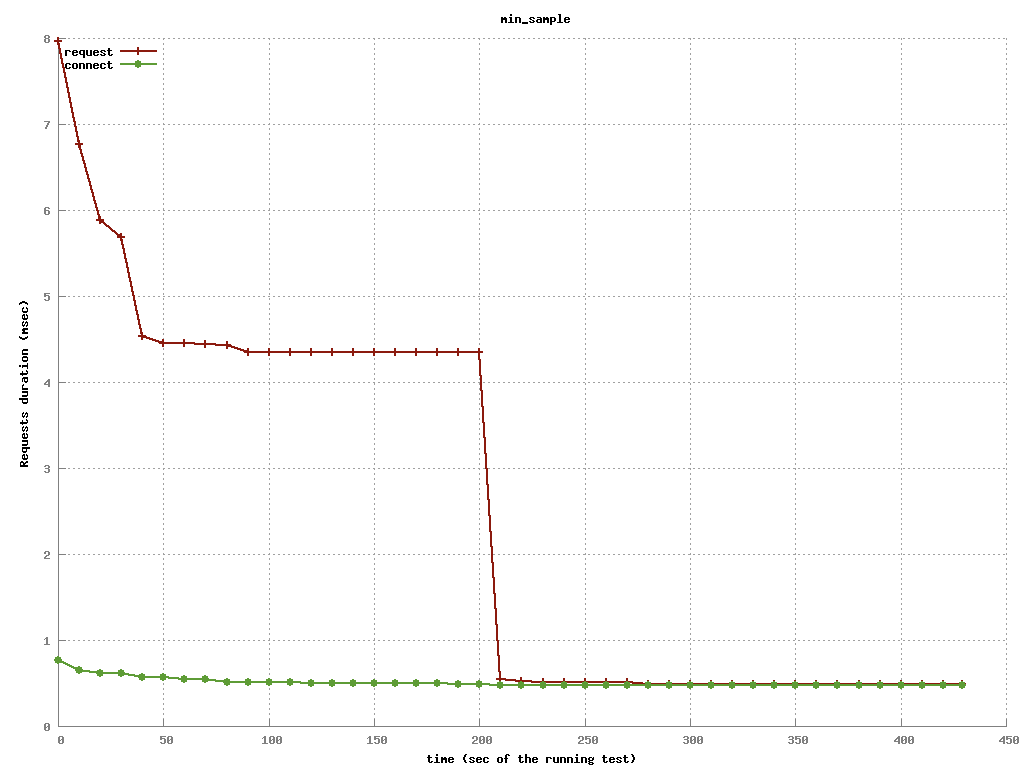 min_sample
8
request
connect
7
6
5
4
3
2
1
0
Requests duration (msec)
0 50 100 150 200 250 300 350 400 450
time (sec of the running test)